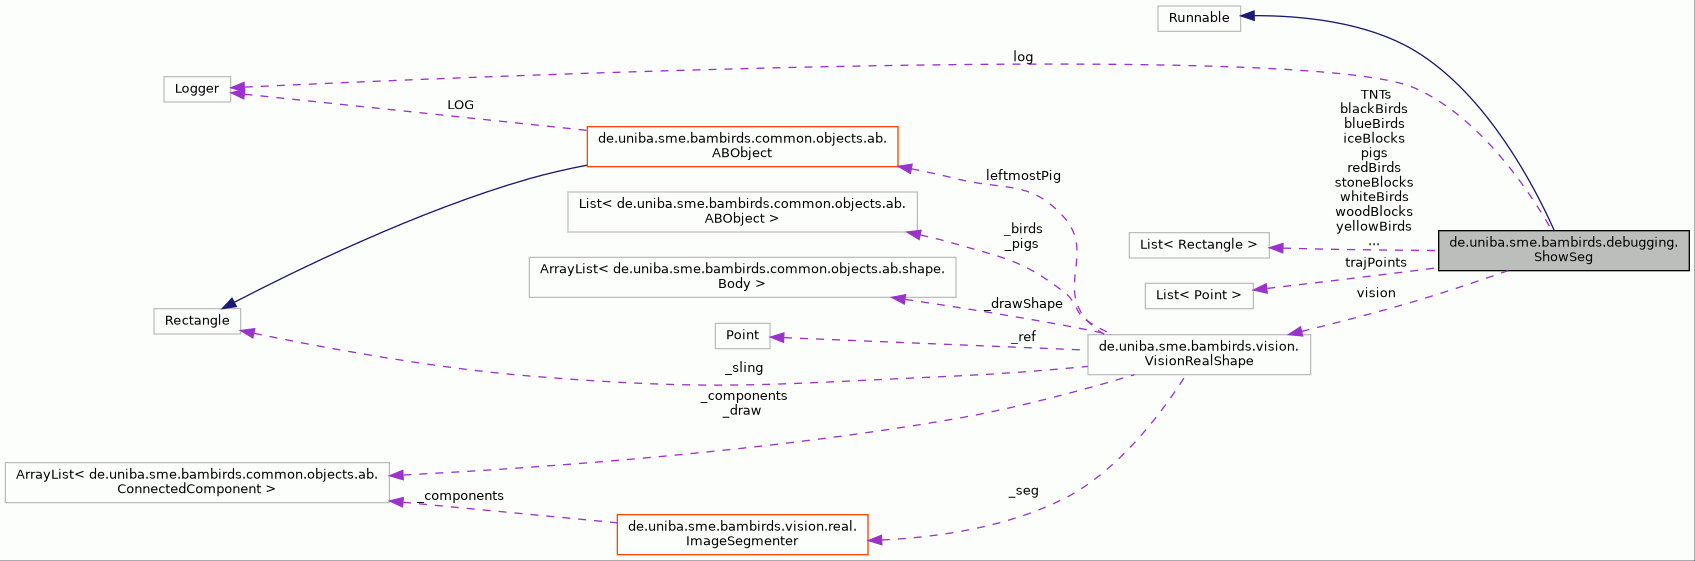 Runnable
log
Logger
LOG
TNTs
blackBirds
blueBirds
iceBlocks
pigs
redBirds
stoneBlocks
whiteBirds
woodBlocks
yellowBirds
...
de.uniba.sme.bambirds.common.objects.ab.
ABObject
leftmostPig
List< de.uniba.sme.bambirds.common.objects.ab.
ABObject >
_birds
_pigs
List< Rectangle >
de.uniba.sme.bambirds.debugging.
ShowSeg
trajPoints
ArrayList< de.uniba.sme.bambirds.common.objects.ab.shape.
Body >
List< Point >
vision
_drawShape
Rectangle
Point
_ref
de.uniba.sme.bambirds.vision.
VisionRealShape
_sling
_components
_draw
ArrayList< de.uniba.sme.bambirds.common.objects.ab.
ConnectedComponent >
_components
_seg
de.uniba.sme.bambirds.vision.real.
ImageSegmenter